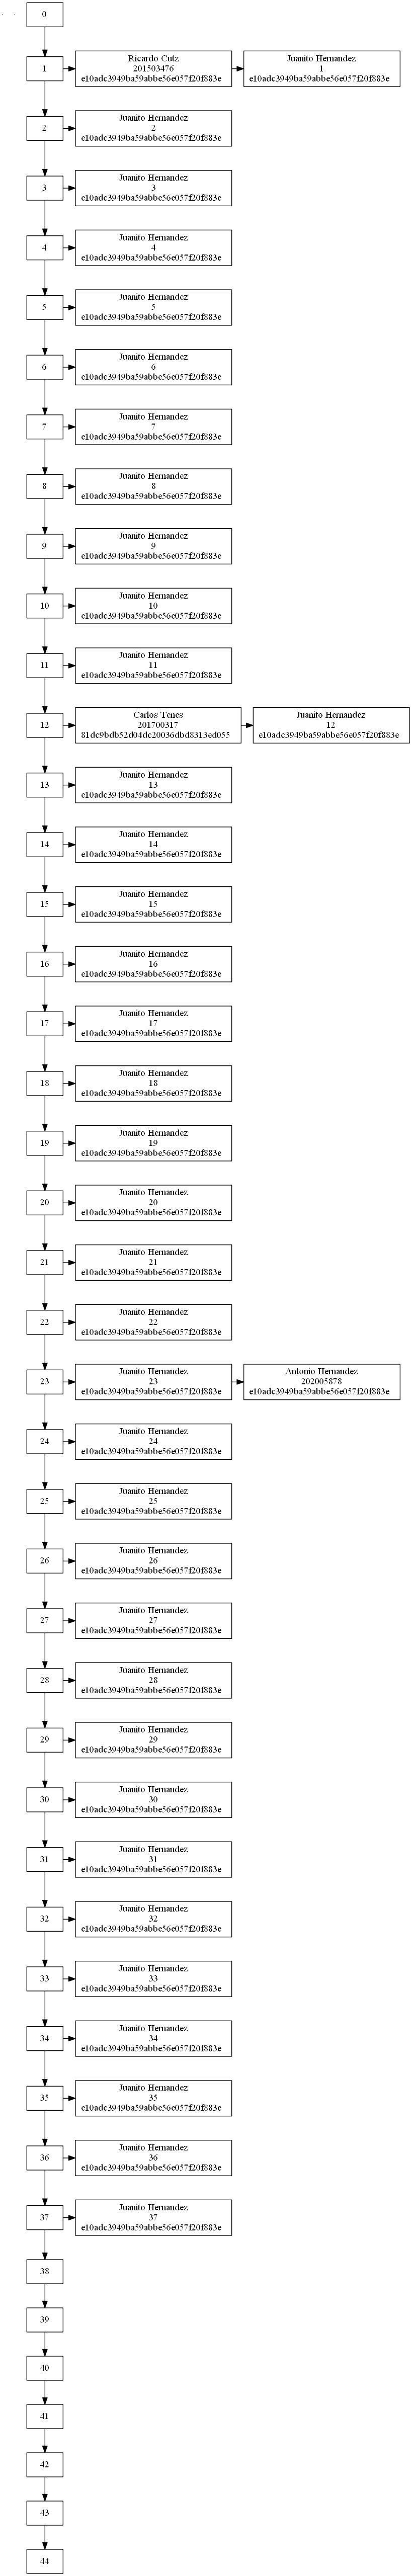 0
1
Ricardo Cutz
201503476
e10adc3949ba59abbe56e057f20f883e
Juanito Hernandez
1
e10adc3949ba59abbe56e057f20f883e
2
Juanito Hernandez
2
e10adc3949ba59abbe56e057f20f883e
3
Juanito Hernandez
3
e10adc3949ba59abbe56e057f20f883e
4
Juanito Hernandez
4
e10adc3949ba59abbe56e057f20f883e
5
Juanito Hernandez
5
e10adc3949ba59abbe56e057f20f883e
6
Juanito Hernandez
6
e10adc3949ba59abbe56e057f20f883e
7
Juanito Hernandez
7
e10adc3949ba59abbe56e057f20f883e
8
Juanito Hernandez
8
e10adc3949ba59abbe56e057f20f883e
9
Juanito Hernandez
9
e10adc3949ba59abbe56e057f20f883e
10
Juanito Hernandez
10
e10adc3949ba59abbe56e057f20f883e
11
Juanito Hernandez
11
e10adc3949ba59abbe56e057f20f883e
12
Carlos Tenes
201700317
81dc9bdb52d04dc20036dbd8313ed055
Juanito Hernandez
12
e10adc3949ba59abbe56e057f20f883e
13
Juanito Hernandez
13
e10adc3949ba59abbe56e057f20f883e
14
Juanito Hernandez
14
e10adc3949ba59abbe56e057f20f883e
15
Juanito Hernandez
15
e10adc3949ba59abbe56e057f20f883e
16
Juanito Hernandez
16
e10adc3949ba59abbe56e057f20f883e
17
Juanito Hernandez
17
e10adc3949ba59abbe56e057f20f883e
18
Juanito Hernandez
18
e10adc3949ba59abbe56e057f20f883e
19
Juanito Hernandez
19
e10adc3949ba59abbe56e057f20f883e
20
Juanito Hernandez
20
e10adc3949ba59abbe56e057f20f883e
21
Juanito Hernandez
21
e10adc3949ba59abbe56e057f20f883e
22
Juanito Hernandez
22
e10adc3949ba59abbe56e057f20f883e
23
Juanito Hernandez
23
e10adc3949ba59abbe56e057f20f883e
Antonio Hernandez
202005878
e10adc3949ba59abbe56e057f20f883e
24
Juanito Hernandez
24
e10adc3949ba59abbe56e057f20f883e
25
Juanito Hernandez
25
e10adc3949ba59abbe56e057f20f883e
26
Juanito Hernandez
26
e10adc3949ba59abbe56e057f20f883e
27
Juanito Hernandez
27
e10adc3949ba59abbe56e057f20f883e
28
Juanito Hernandez
28
e10adc3949ba59abbe56e057f20f883e
29
Juanito Hernandez
29
e10adc3949ba59abbe56e057f20f883e
30
Juanito Hernandez
30
e10adc3949ba59abbe56e057f20f883e
31
Juanito Hernandez
31
e10adc3949ba59abbe56e057f20f883e
32
Juanito Hernandez
32
e10adc3949ba59abbe56e057f20f883e
33
Juanito Hernandez
33
e10adc3949ba59abbe56e057f20f883e
34
Juanito Hernandez
34
e10adc3949ba59abbe56e057f20f883e
35
Juanito Hernandez
35
e10adc3949ba59abbe56e057f20f883e
36
Juanito Hernandez
36
e10adc3949ba59abbe56e057f20f883e
37
Juanito Hernandez
37
e10adc3949ba59abbe56e057f20f883e
38
39
40
41
42
43
44